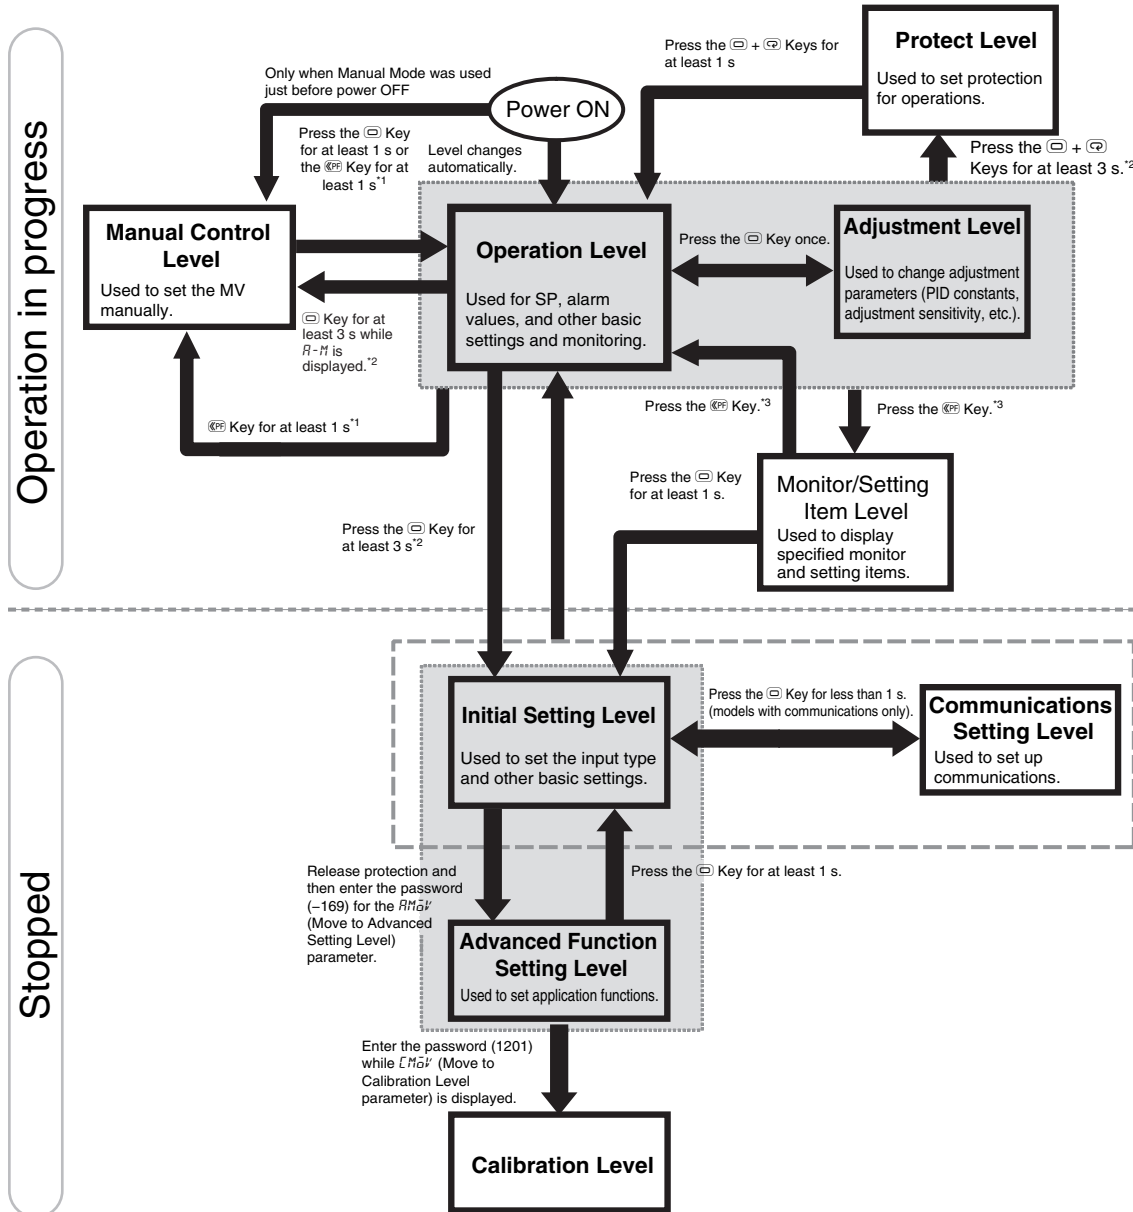 Operation in progress
Press the + Keys for
at least 1 s
Protect Level
Used to set protection
for operations.
Only when Manual Mode was used
just before power OFF
Power ON
Press the Key
for at least 1 s or
the PF Key for at
least 1 s*1
Level changes
automatically.
Press the +
Keys for at least 3 s.*2
Manual Control
Level
Used to set the MV
manually.
Operation Level
Used for SP, alarm
values, and other basic
settings and monitoring.
Press the Key once.
Adjustment Level
Used to change adjustment
parameters (PID constants,
adjustment sensitivity, etc.).
Key for at
least 3 s while
A-M is
displayed.*2
PF Key for at least 1 s*1
Press the PF Key.*3
Press the PF Key.*3
Press the Key
for at least 1 s.
Monitor/Setting
Item Level
Used to display
specified monitor
and setting items.
Press the Key for
at least 3 s*2
Stopped
Initial Setting Level
Used to set the input type
and other basic settings.
Press the Key for less than 1 s.
(models with communications only).
Communications
Setting Level
Used to set up
communications.
Release protection and
then enter the password
(–169) for the AMoV
(Move to Advanced
Setting Level)
parameter.
Press the Key for at least 1 s.
Advanced Function
Setting Level
Used to set application functions.
Enter the password (1201)
while CMoV (Move to
Calibration Level
parameter) is displayed.
Calibration Level